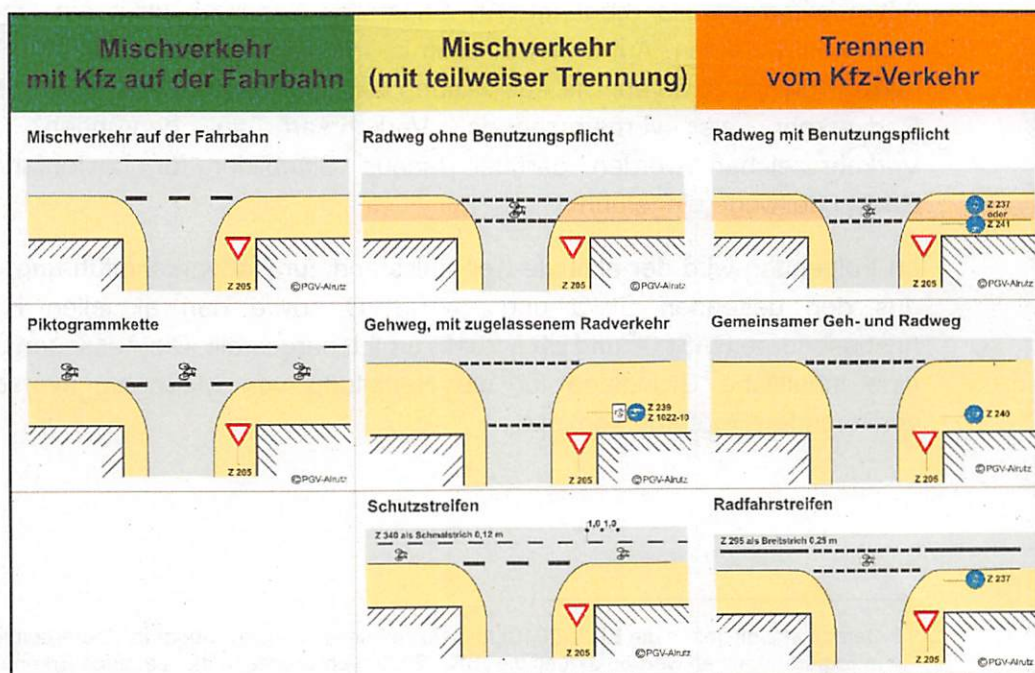 Mischverkehr
mit Kfz auf der Fahrbahn
Mischverkehr
(mit teilweiser Trennung)
Trennen
vom Kfz-Verkehr
Mischverkehr auf der Fahrbahn
Z 205
©PGV-Alrutz
Radweg ohne Benutzungspflicht
Z 205
©PGV-Alrutz
Radweg mit Benutzungspflicht
Z 237
oder
Z 241
Z 205
©PGV-Alrutz
Piktogrammkette
Z 205
©PGV-Alrutz
Gehweg, mit zugelassenem Radverkehr
Z 239
Z 1022-10
Z 205
©PGV-Alrutz
Gemeinsamer Geh- und Radweg
Z 240
Z 205
©PGV-Alrutz
Schutzstreifen
Z 340 als Schmalstrich 0,12 m
1,0 1,0
Z 205
©PGV-Alrutz
Radfahrstreifen
Z 295 als Breitstrich 0,25 m
Z 237
Z 205
©PGV-Alrutz